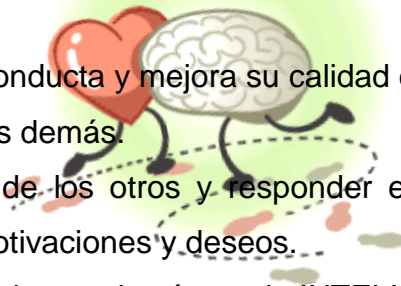 onducta y mejora su calidad
s demás.
de los otros y responder e
otivaciones y deseos.